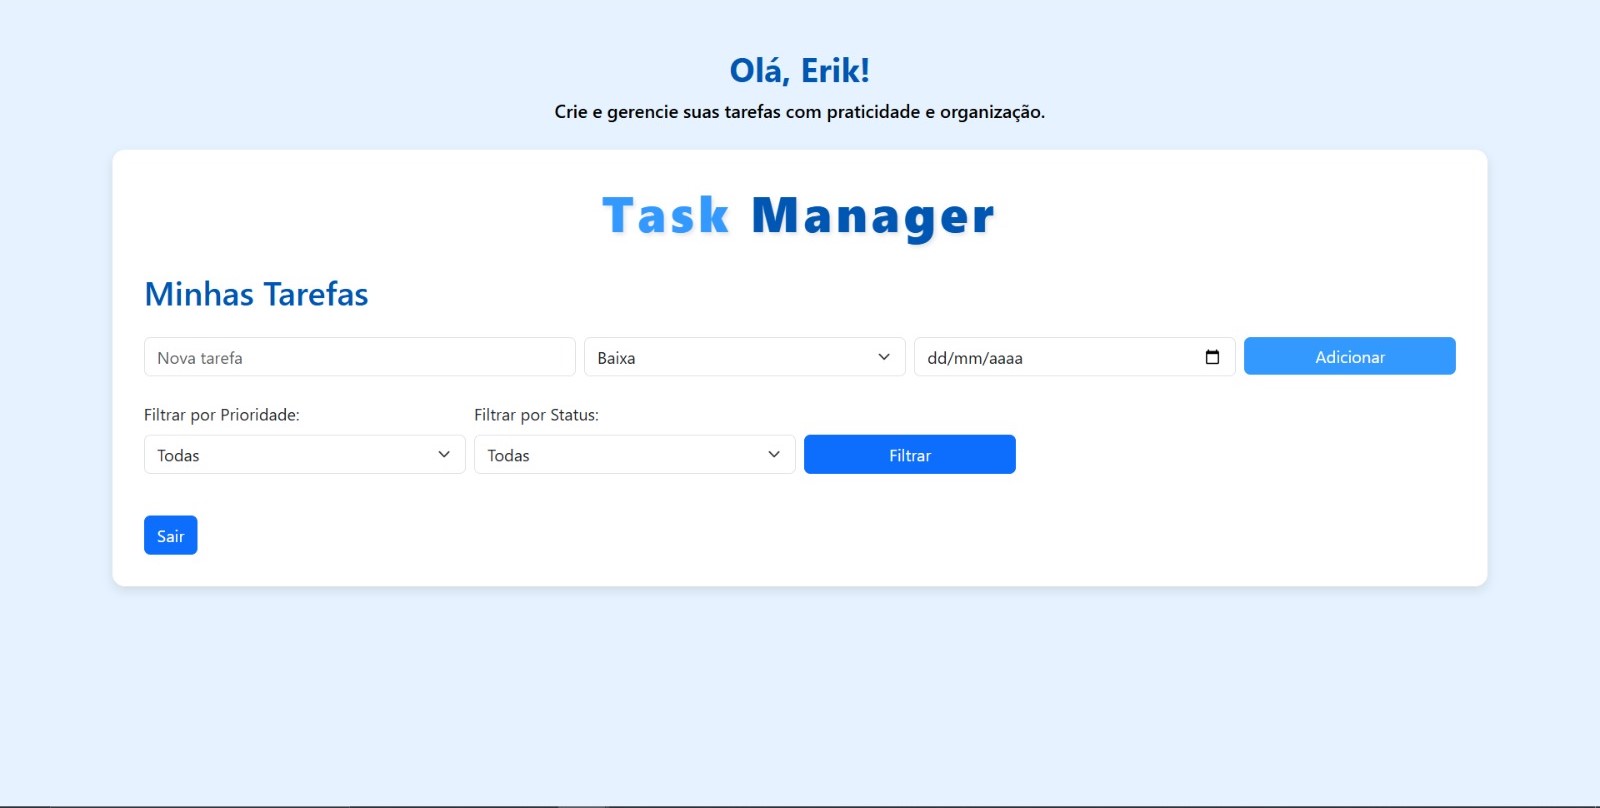 Olá, Erik!
Crie e gerencie suas tarefas com praticidade e organização.
Task Manager
Minhas Tarefas
Nova tarefa Baixa dd/mm/aaaa Adicionar
Filtrar por Prioridade: Filtrar por Status:
Todas Todas Filtrar
Sair